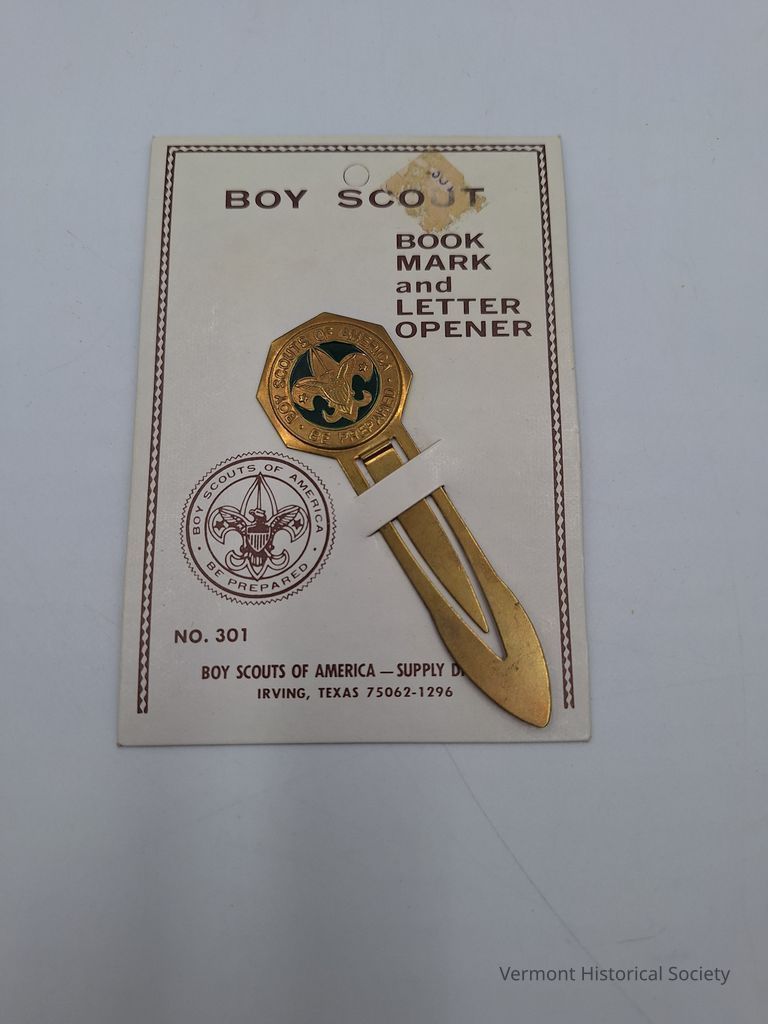 BOY SCOUT
BOOK
MARK
and
LETTER
OPENER
BOY SCOUTS OF AMERICA
• BE PREPARED •
BOY SCOUTS OF AMERICA
• BE PREPARED •
NO. 301
BOY SCOUTS OF AMERICA — SUPPLY
IRVING, TEXAS 75062-1296
Vermont Historical Society